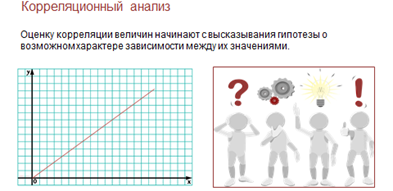 Корреляционный анализ
Оценку корреляции величин начинают с высказывания гипотезы о
возможном характере зависимости между их значениями.
y
0
x
?
!